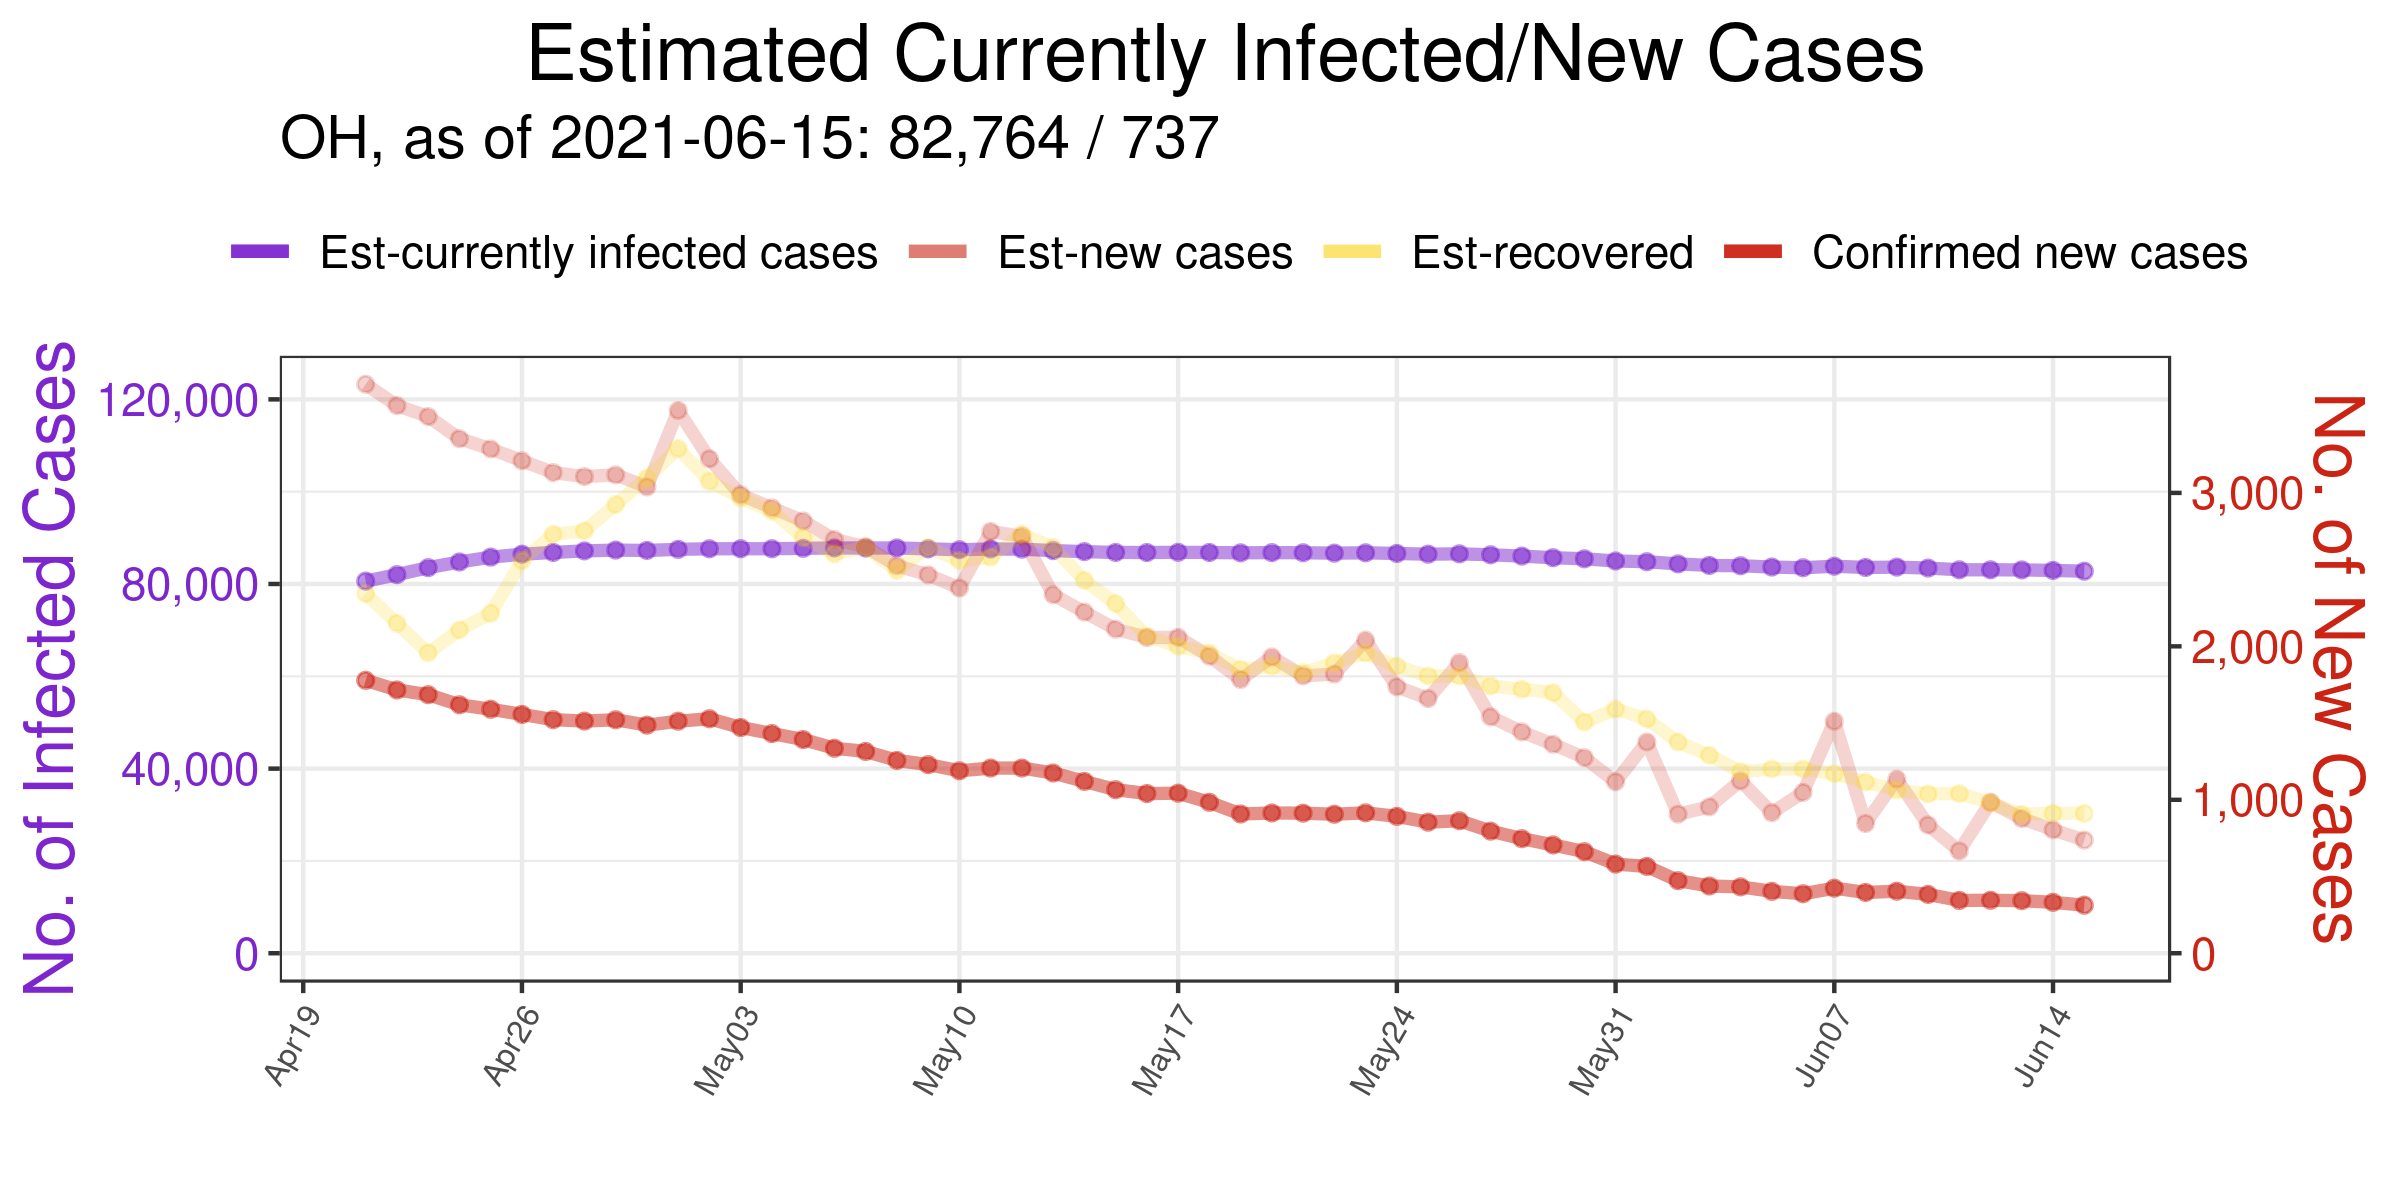 Estimated Currently Infected/New Cases
OH, as of 2021-06-15: 82,764 / 737
Est-currently infected cases Est-new cases Est-recovered Confirmed new cases
No. of Infected Cases
120,000
80,000
40,000
0
3,000
2,000
1,000
0
No. of New Cases
Apr19 Apr26 May03 May10 May17 May24 May31 Jun07 Jun14